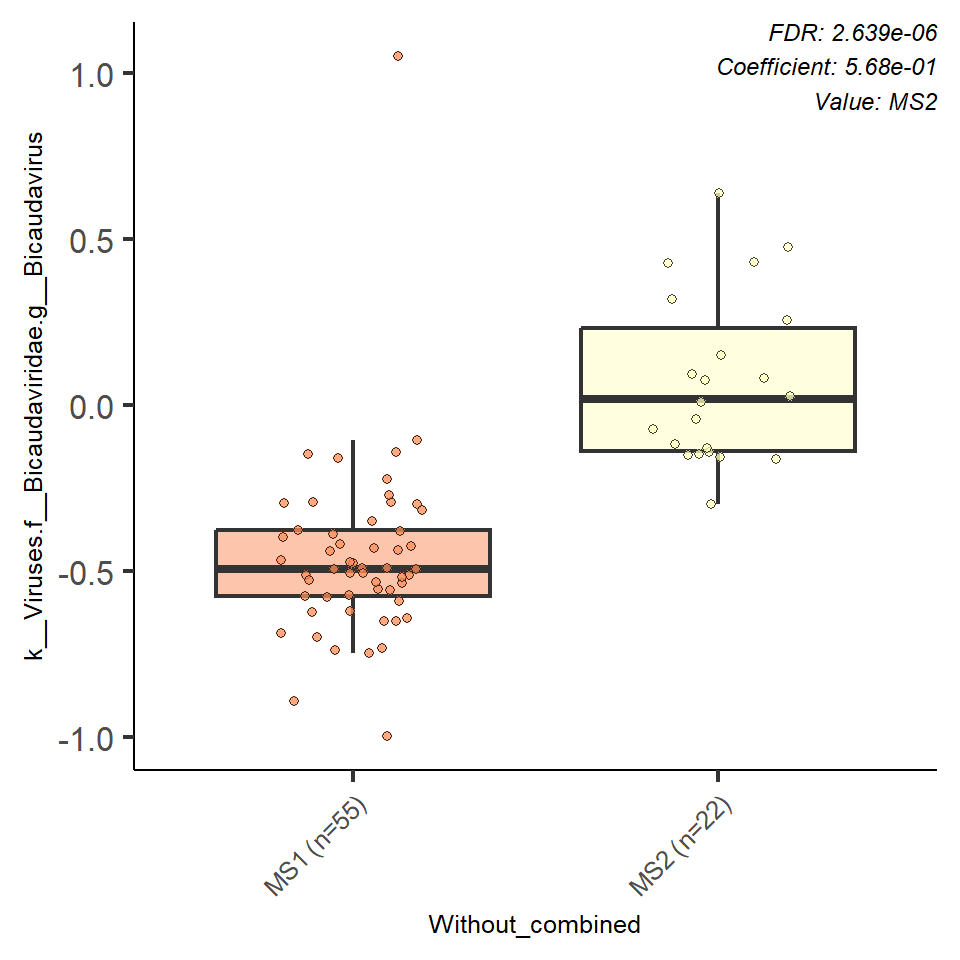 FDR: 2.639e-06
Coefficient: 5.68e-01
Value: MS2
k__Viruses.f__Bicaudaviridae.g__Bicaudavirus
1.0
0.5
0.0
-0.5
-1.0
MS1 (n=55)
MS2 (n=22)
Without_combined